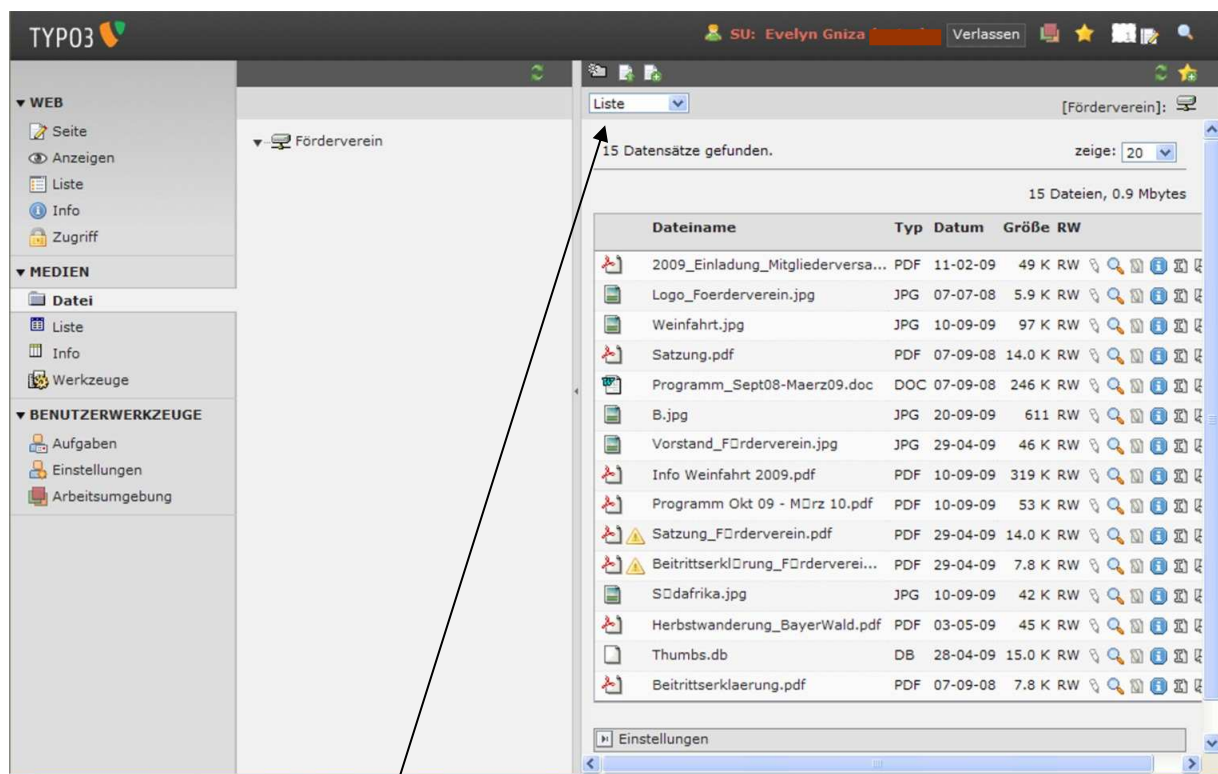 TYPO3
SU: Evelyn Gniza
Verlassen
1
WEB
Seite
Anzeigen
Liste
Info
Zugriff
MEDIEN
Datei
Liste
Info
Werkzeuge
BENUTZERWERKZEUGE
Aufgaben
Einstellungen
Arbeitsumgebung
Förderverein
Liste
[Förderverein]:
15 Datensätze gefunden. zeige: 20
15 Dateien, 0.9 Mbytes
Dateiname Typ Datum Größe RW
2009_Einladung_Mitgliederversa... PDF 11-02-09 49 K RW
Logo_Foerderverein.jpg JPG 07-07-08 5.9 K RW
Weinfahrt.jpg JPG 10-09-09 97 K RW
Satzung.pdf PDF 07-09-08 14.0 K RW
Programm_Sept08-Maerz09.doc DOC 07-09-08 246 K RW
B.jpg JPG 20-09-09 611 RW
Vorstand_F□rderverein.jpg JPG 29-04-09 46 K RW
Info Weinfahrt 2009.pdf PDF 10-09-09 319 K RW
Programm Okt 09 - M□rz 10.pdf PDF 10-09-09 53 K RW
Satzung_F□rderverein.pdf PDF 29-04-09 14.0 K RW
Beitrittserkl□rung_F□rderverei... PDF 29-04-09 7.8 K RW
S□dafrika.jpg JPG 10-09-09 42 K RW
Herbstwanderung_BayerWald.pdf PDF 03-05-09 45 K RW
Thumbs.db DB 28-04-09 15.0 K RW
Beitrittserklaerung.pdf PDF 07-09-08 7.8 K RW
Einstellungen